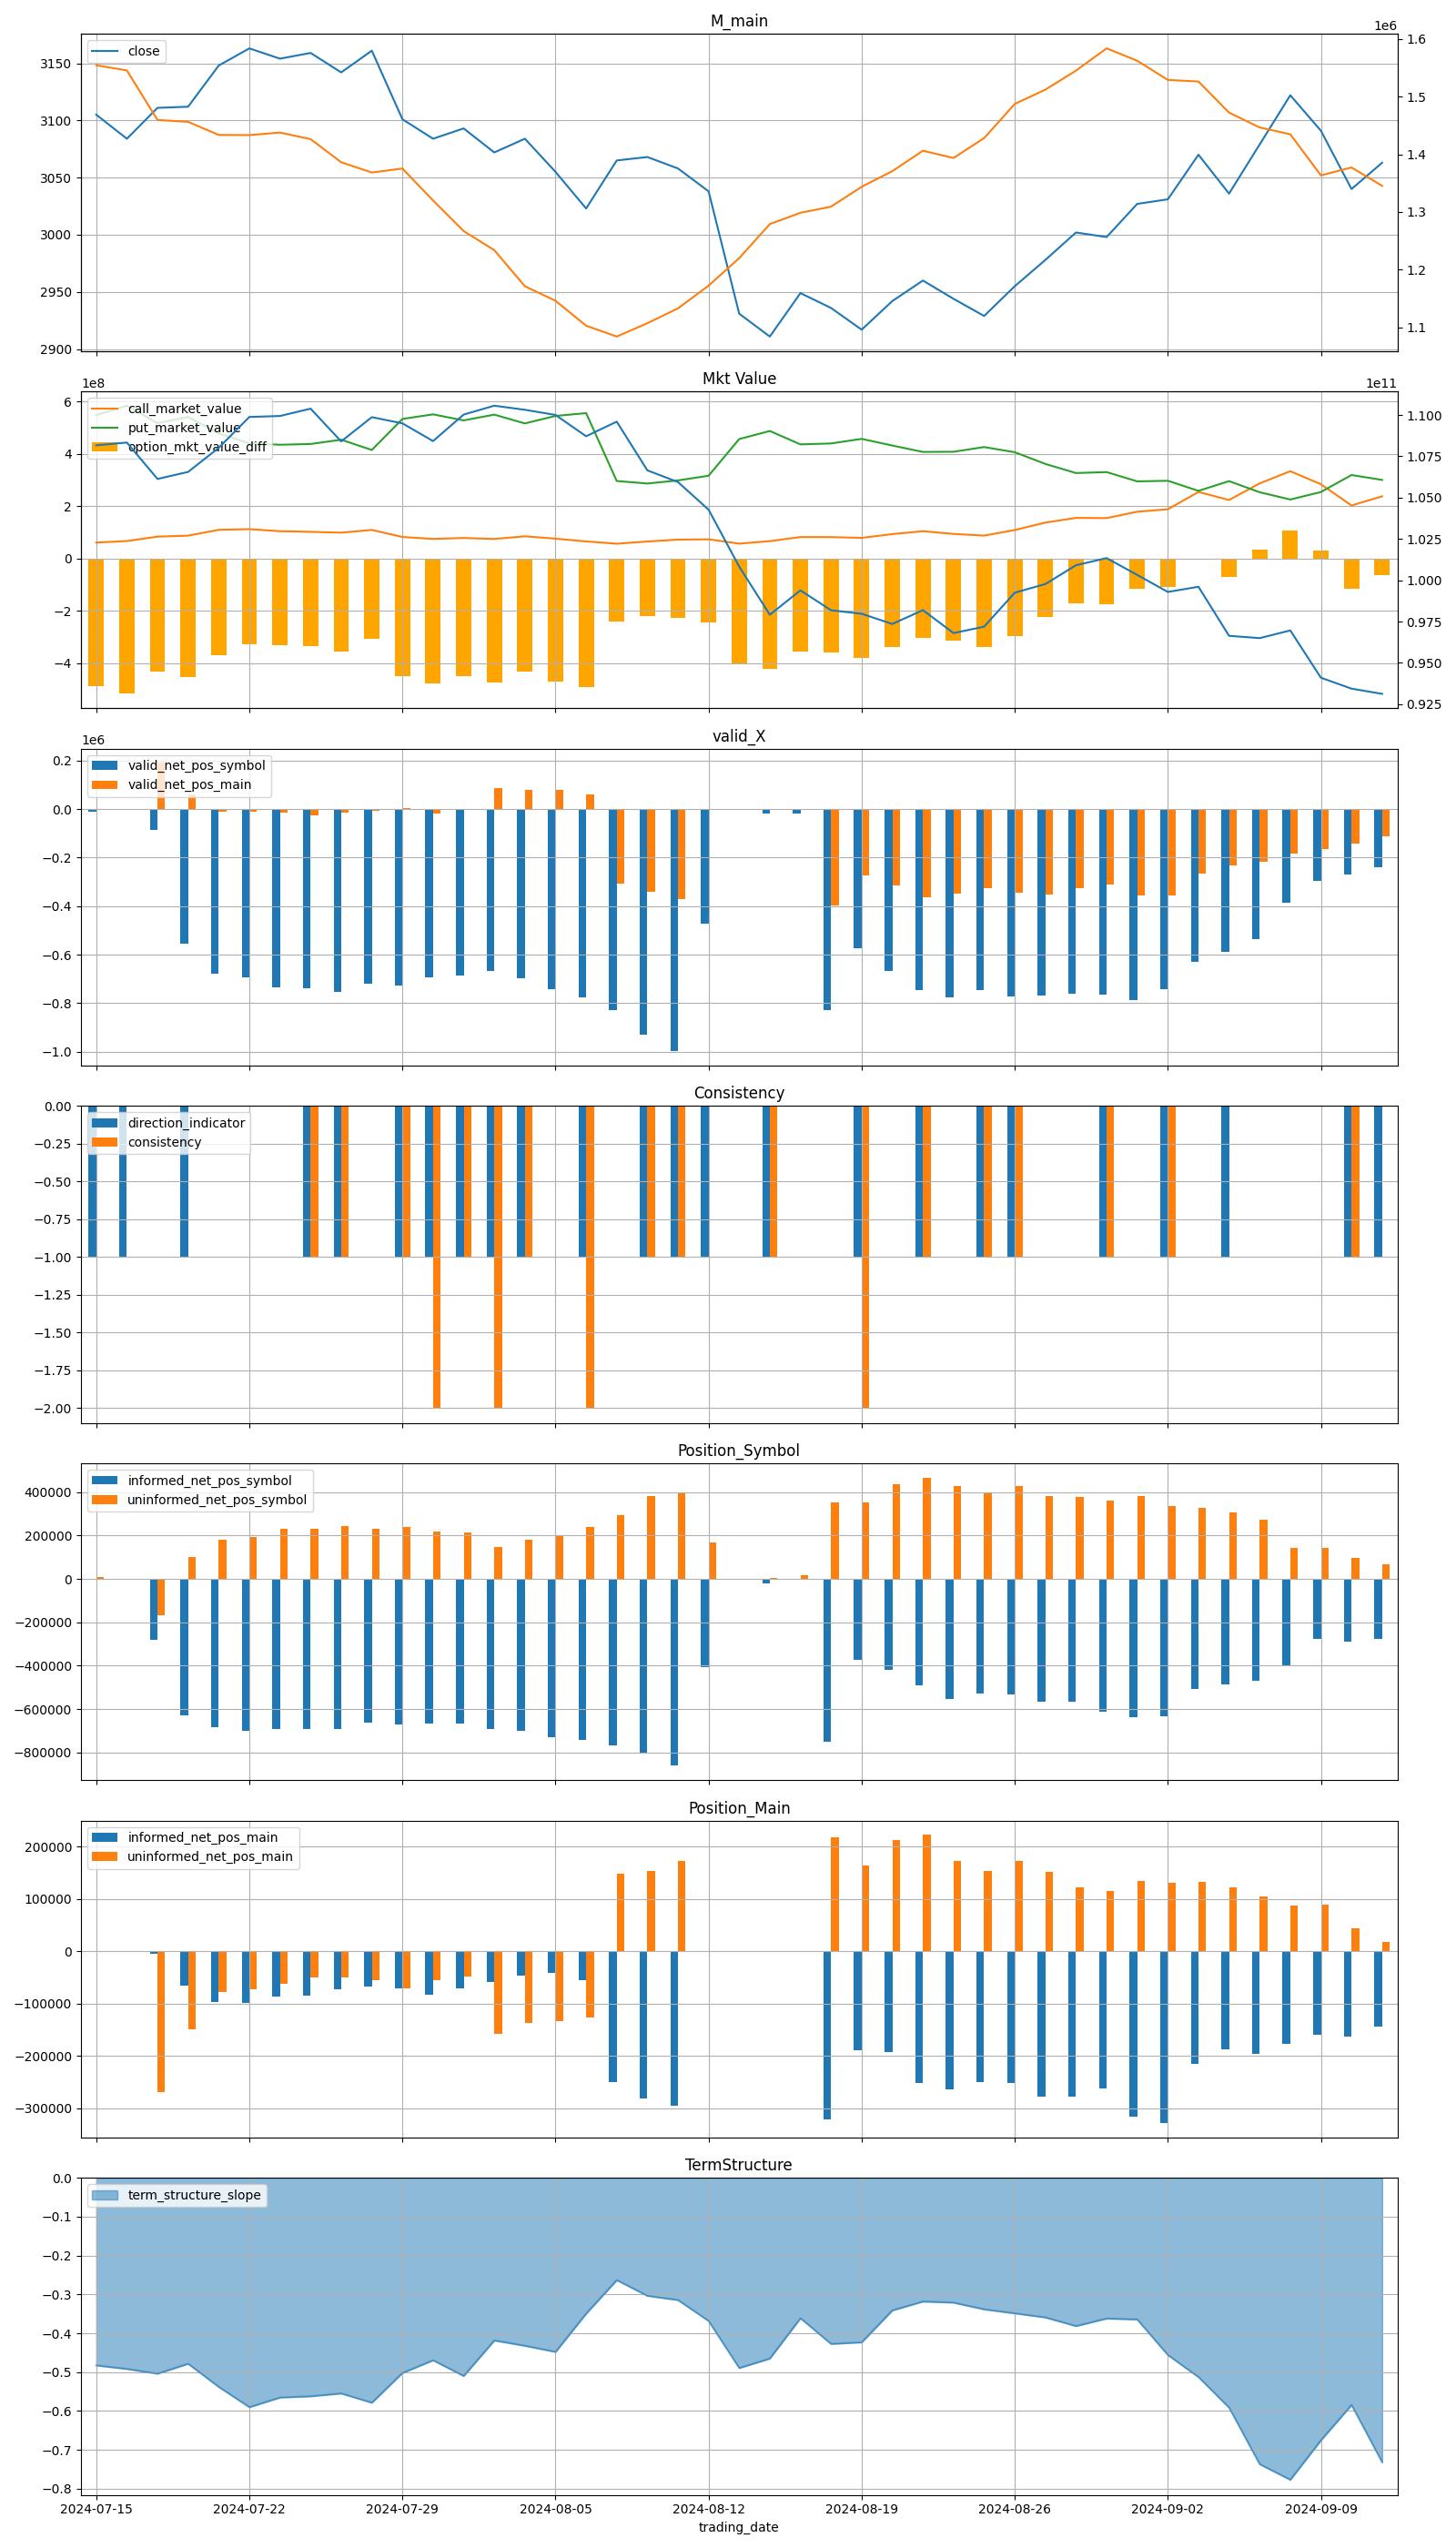 M_main
1e6
close
3150
3100
3050
3000
2950
2900
1.6
1.5
1.4
1.3
1.2
1.1
Mkt Value
1e8
1e11
call_market_value
put_market_value
option_mkt_value_diff
6
4
2
0
−2
−4
1.100
1.075
1.050
1.025
1.000
0.975
0.950
0.925
valid_X
1e6
valid_net_pos_symbol
valid_net_pos_main
0.2
0.0
−0.2
−0.4
−0.6
−0.8
−1.0
Consistency
direction_indicator
consistency
0.00
−0.25
−0.50
−0.75
−1.00
−1.25
−1.50
−1.75
−2.00
Position_Symbol
informed_net_pos_symbol
uninformed_net_pos_symbol
400000
200000
0
−200000
−400000
−600000
−800000
Position_Main
informed_net_pos_main
uninformed_net_pos_main
200000
100000
0
−100000
−200000
−300000
TermStructure
term_structure_slope
0.0
−0.1
−0.2
−0.3
−0.4
−0.5
−0.6
−0.7
−0.8
2024-07-15 2024-07-22 2024-07-29 2024-08-05 2024-08-12 2024-08-19 2024-08-26 2024-09-02 2024-09-09
trading_date